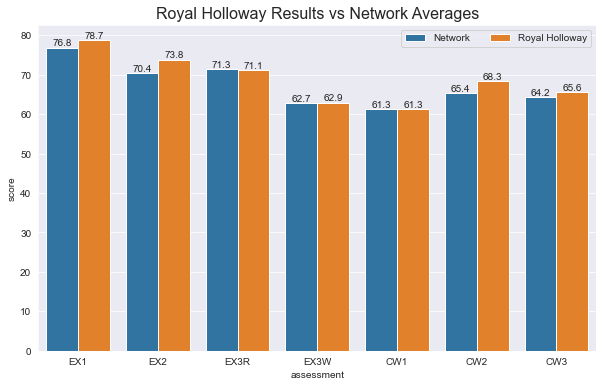 Royal Holloway Results vs Network Averages
Network Royal Holloway
score
80
70
60
50
40
30
20
10
0
76.8 78.7 70.4 73.8 71.3 71.1 62.7 62.9 61.3 61.3 65.4 68.3 64.2 65.6
EX1 EX2 EX3R EX3W CW1 CW2 CW3
assessment